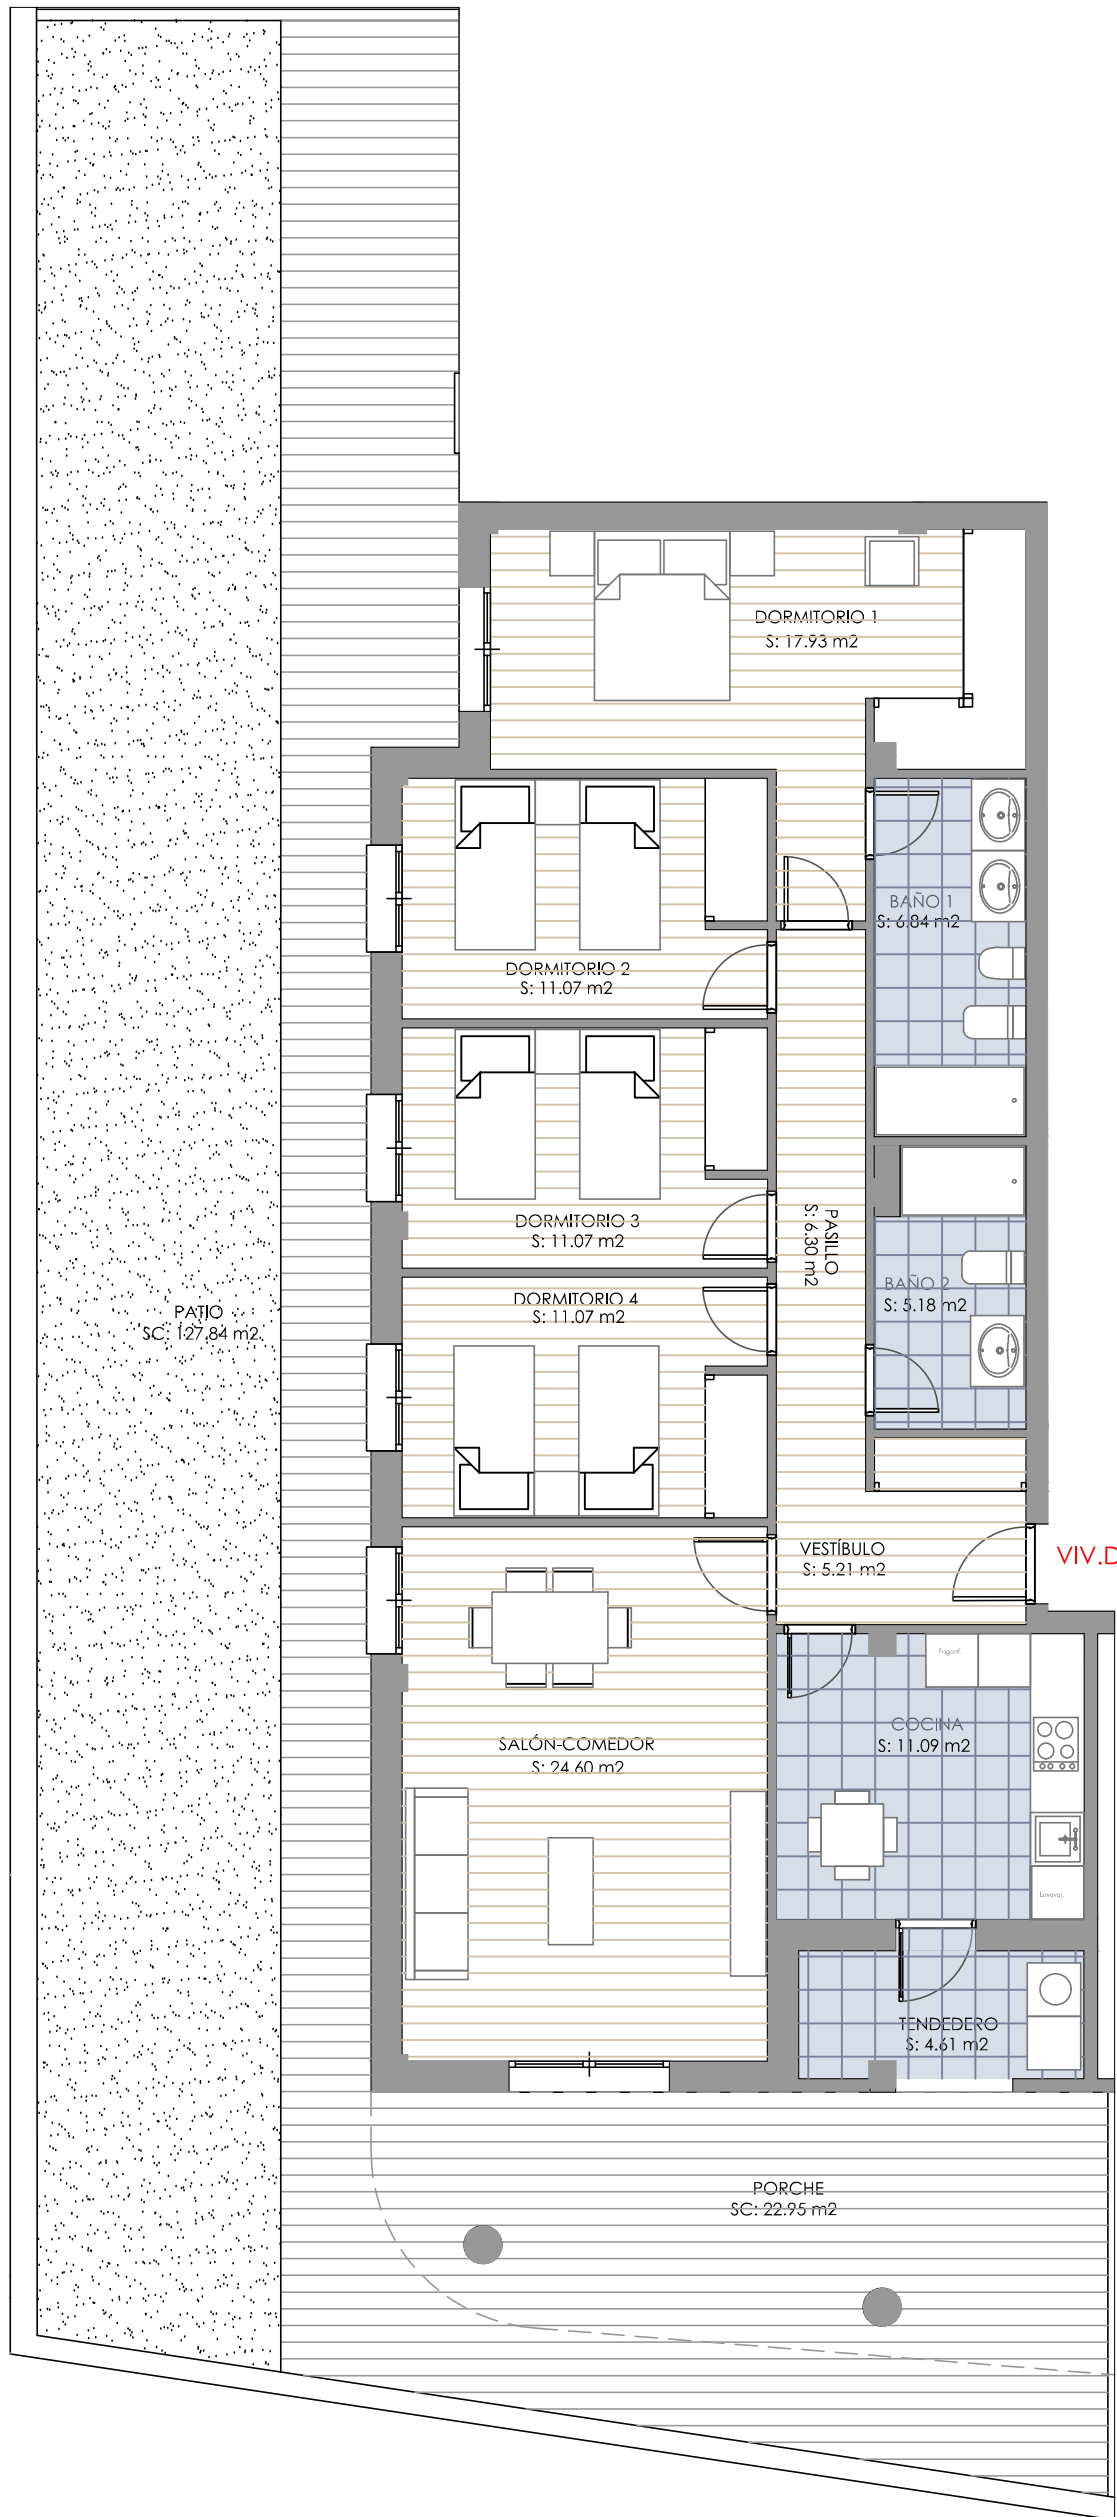 DORMITORIO 1
S: 17.93 m2
BAÑO 1
S: 6.84 m2
DORMITORIO 2
S: 11.07 m2
DORMITORIO 3
S: 11.07 m2
PASILLO
S: 6.30 m2
BAÑO 2
S: 5.18 m2
DORMITORIO 4
S: 11.07 m2
PATIO
SC: 127.84 m2
VESTÍBULO
S: 5.21 m2
VIV.D
Frigorif.
COCINA
S: 11.09 m2
SALÓN-COMEDOR
S: 24.60 m2
Lavavaj.
TENDEDERO
S: 4.61 m2
PORCHE
SC: 22.95 m2